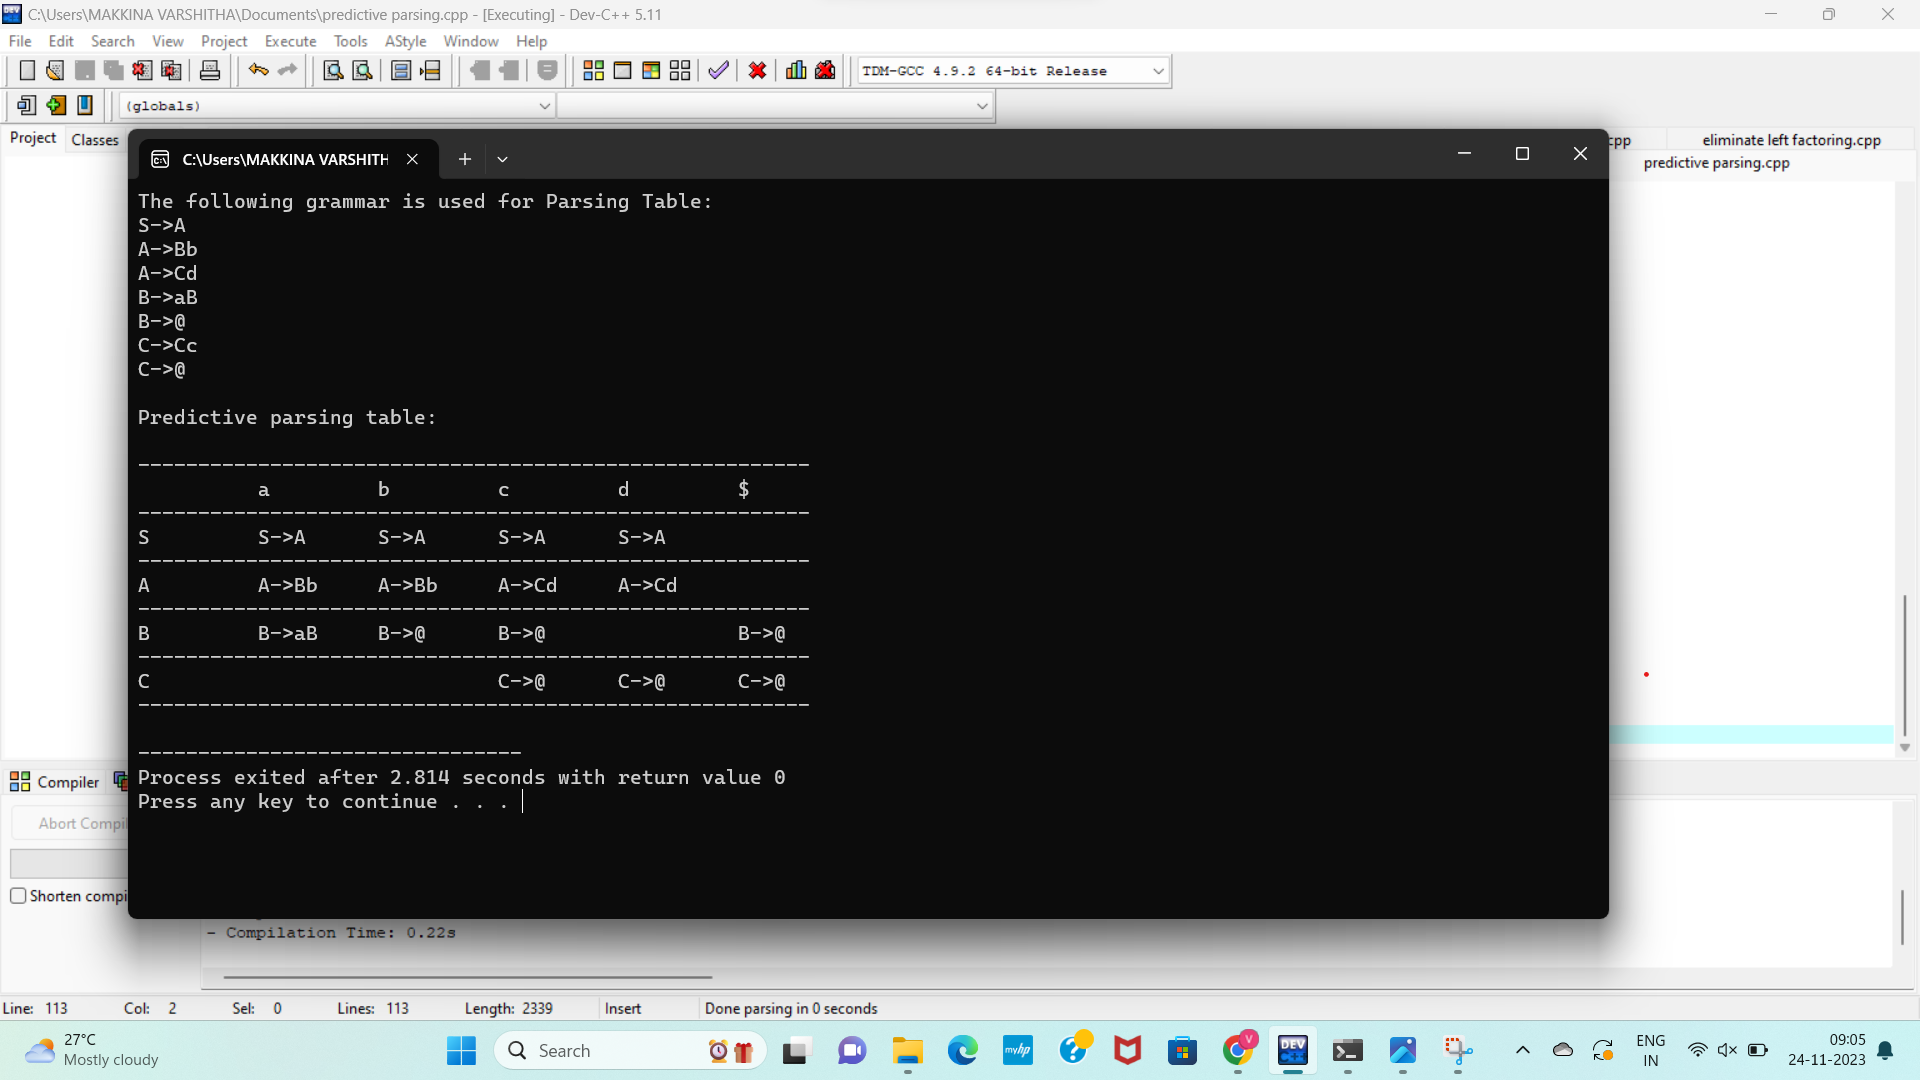 C:\Users\MAKKINA VARSHITHA\Documents\predictive parsing.cpp - [Executing] - Dev-C++ 5.11
File Edit Search View Project Execute Tools AStyle Window Help
TDM-GCC 4.9.2 64-bit Release
(globals)
Project Classes
cpp eliminate left factoring.cpp
predictive parsing.cpp
C:\Users\MAKKINA VARSHITH
The following grammar is used for Parsing Table:
S->A
A->Bb
A->Cd
B->aB
B->@
C->Cc
C->@
Predictive parsing table:
--------------------------------------------------------
a b c d $
--------------------------------------------------------
S S->A S->A S->A S->A
--------------------------------------------------------
A A->Bb A->Bb A->Cd A->Cd
--------------------------------------------------------
B B->aB B->@ B->@ B->@
--------------------------------------------------------
C C->@ C->@ C->@
--------------------------------------------------------
--------------------------------
Process exited after 2.814 seconds with return value 0
Press any key to continue . . .
Compiler
Abort Compil
Shorten compi
- Compilation Time: 0.22s
Line: 113 Col: 2 Sel: 0 Lines: 113 Length: 2339 Insert Done parsing in 0 seconds
27°C
Mostly cloudy
Search
myhp
V
DEV
C++
ENG
IN
09:05
24-11-2023